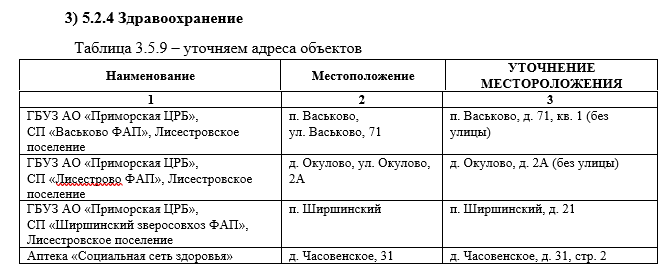 3) 5.2.4 Здравоохранение
Таблица 3.5.9 – уточняем адреса объектов
Наименование Местоположение УТОЧНЕНИЕ
МЕСТОРОЛОЖЕНИЯ
1 2 3
ГБУЗ АО «Приморская ЦРБ», п. Васьково, п. Васьково, д. 71, кв. 1 (без
СП «Васьково ФАП», Лисестровское ул. Васьково, 71 улицы)
поселение
ГБУЗ АО «Приморская ЦРБ», д. Окулово, ул. Окулово, д. Окулово, д. 2А (без улицы)
СП «Лисестрово ФАП», Лисестровское 2А
поселение
ГБУЗ АО «Приморская ЦРБ», п. Ширшинский п. Ширшинский, д. 21
СП «Ширшинский зверосовхоз ФАП»,
Лисестровское поселение
Аптека «Социальная сеть здоровья» д. Часовенское, 31 д. Часовенское, д. 31, стр. 2